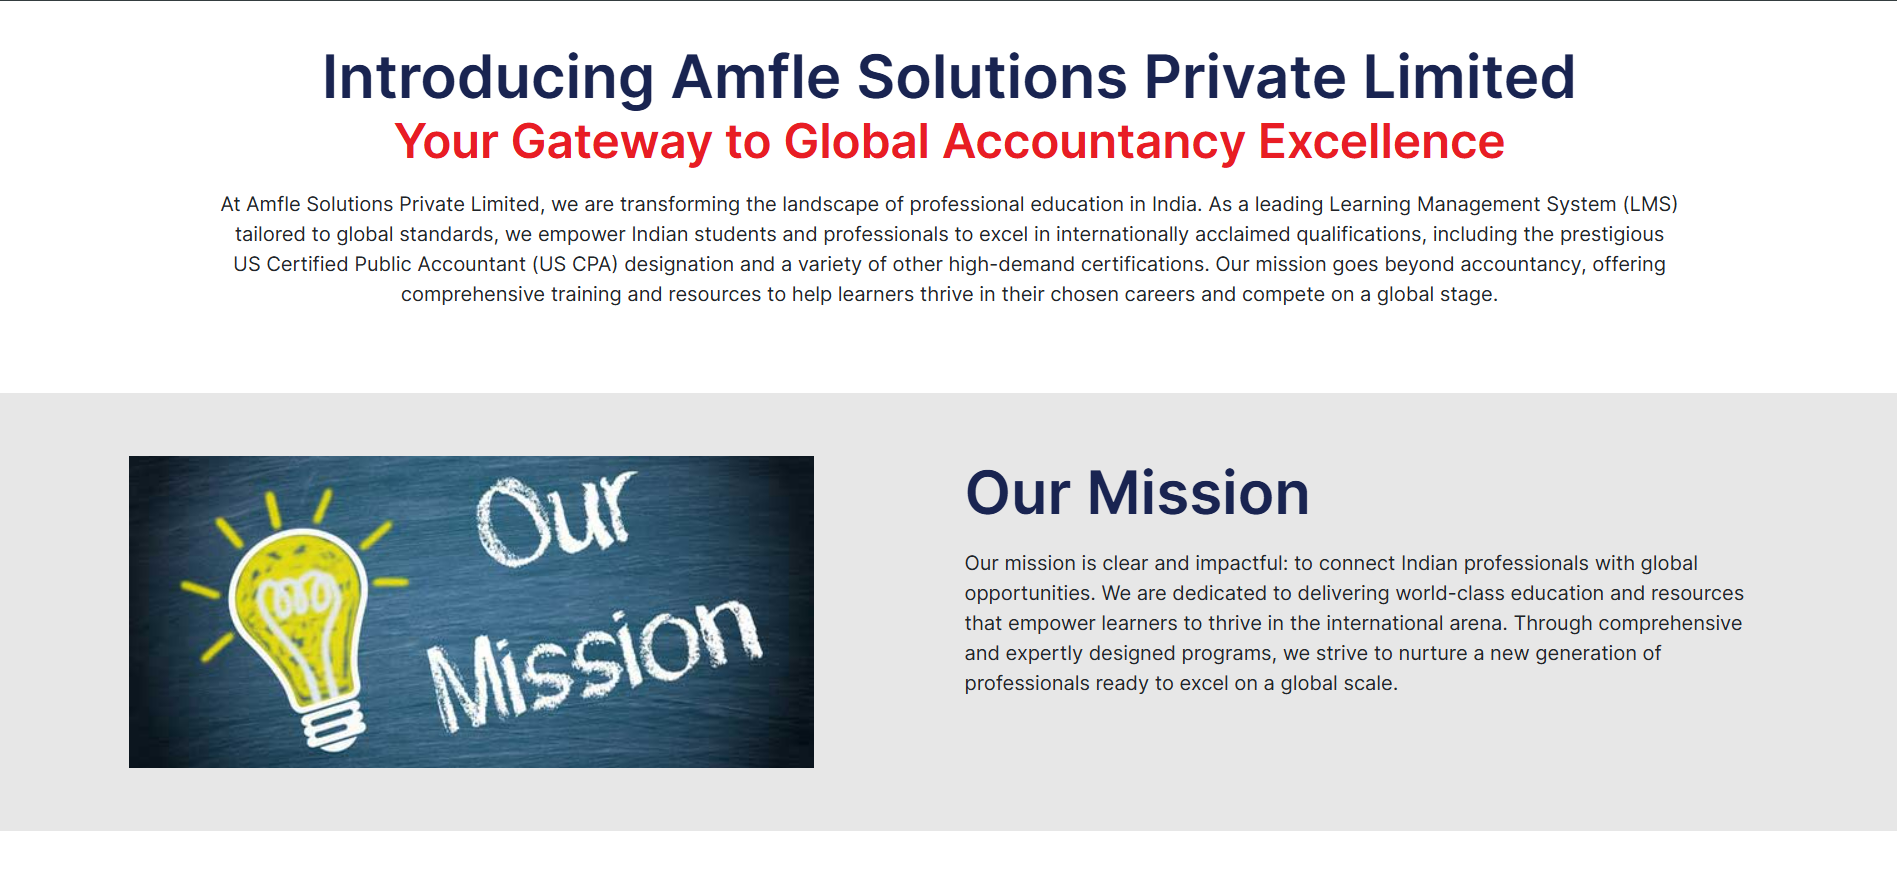 Introducing Amfle Solutions Private Limited
Your Gateway to Global Accountancy Excellence
At Amfle Solutions Private Limited, we are transforming the landscape of professional education in India. As a leading Learning Management System (LMS)
tailored to global standards, we empower Indian students and professionals to excel in internationally acclaimed qualifications, including the prestigious
US Certified Public Accountant (US CPA) designation and a variety of other high-demand certifications. Our mission goes beyond accountancy, offering
comprehensive training and resources to help learners thrive in their chosen careers and compete on a global stage.
Our
Mission
Our Mission
Our mission is clear and impactful: to connect Indian professionals with global
opportunities. We are dedicated to delivering world-class education and resources
that empower learners to thrive in the international arena. Through comprehensive
and expertly designed programs, we strive to nurture a new generation of
professionals ready to excel on a global scale.